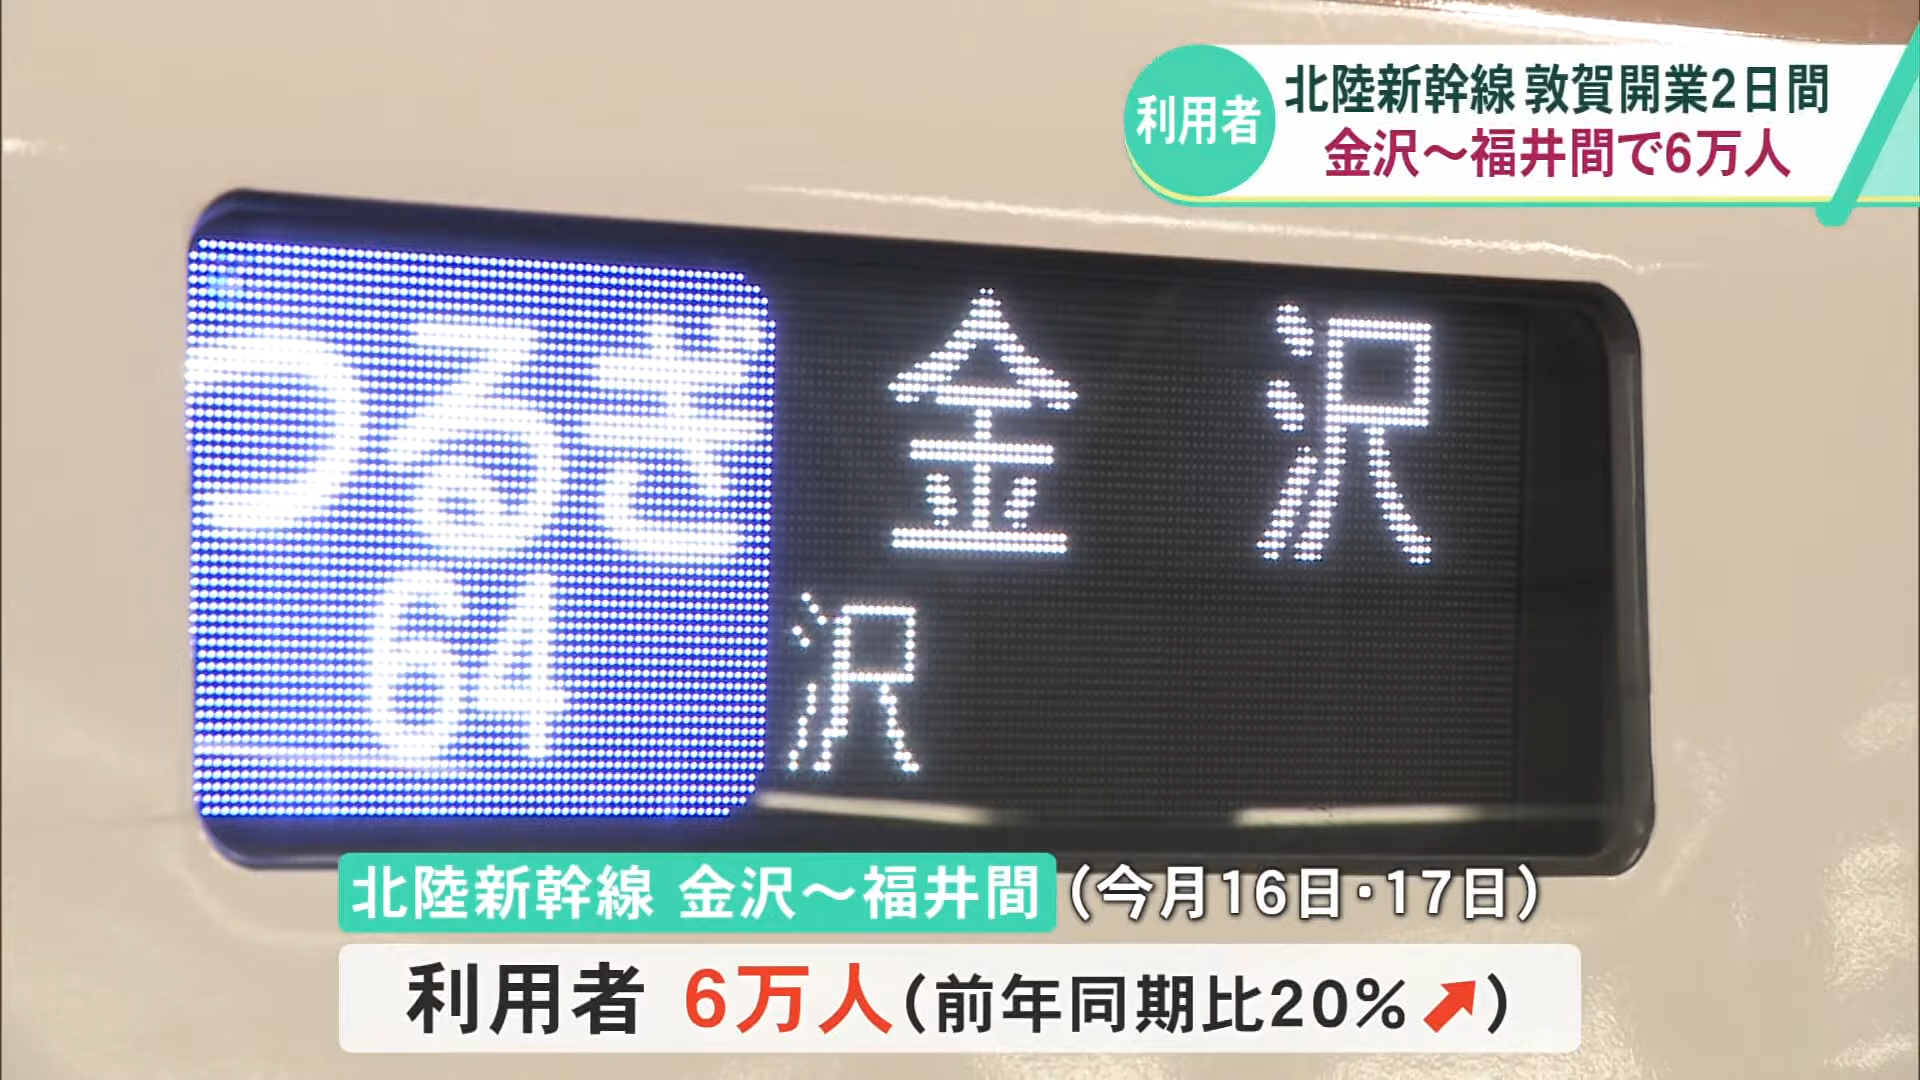 利用者
北陸新幹線 敦賀開業2日間
金沢～福井間で6万人
つるぎ
64
金沢
沢
北陸新幹線 金沢～福井間 (今月16日・17日)
利用者 6万人(前年同期比20%↗)